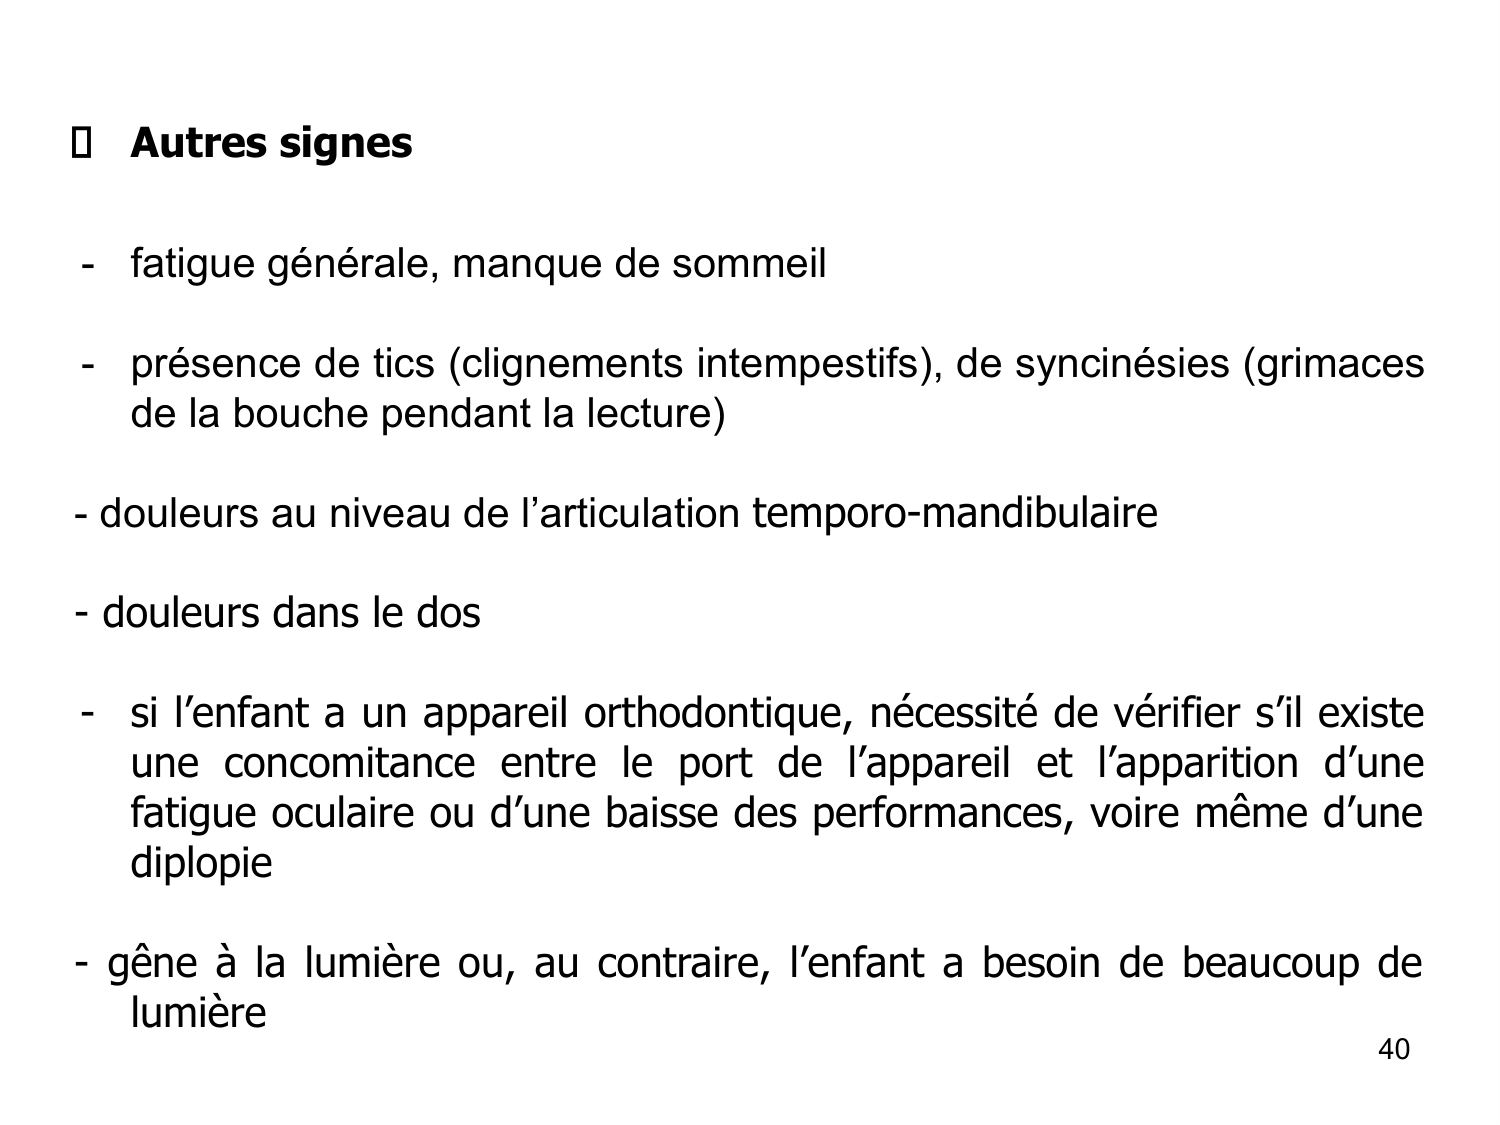 Autres signes
- fatigue générale, manque de sommeil
- présence de tics (clignements intempestifs), de syncinésies (grimaces
de la bouche pendant la lecture)
- douleurs au niveau de l’articulation temporo-mandibulaire
- douleurs dans le dos
- si l’enfant a un appareil orthodontique, nécessité de vérifier s’il existe
une concomitance entre le port de l’appareil et l’apparition d’une
fatigue oculaire ou d’une baisse des performances, voire même d’une
diplopie
- gêne à la lumière ou, au contraire, l’enfant a besoin de beaucoup de
lumière
40